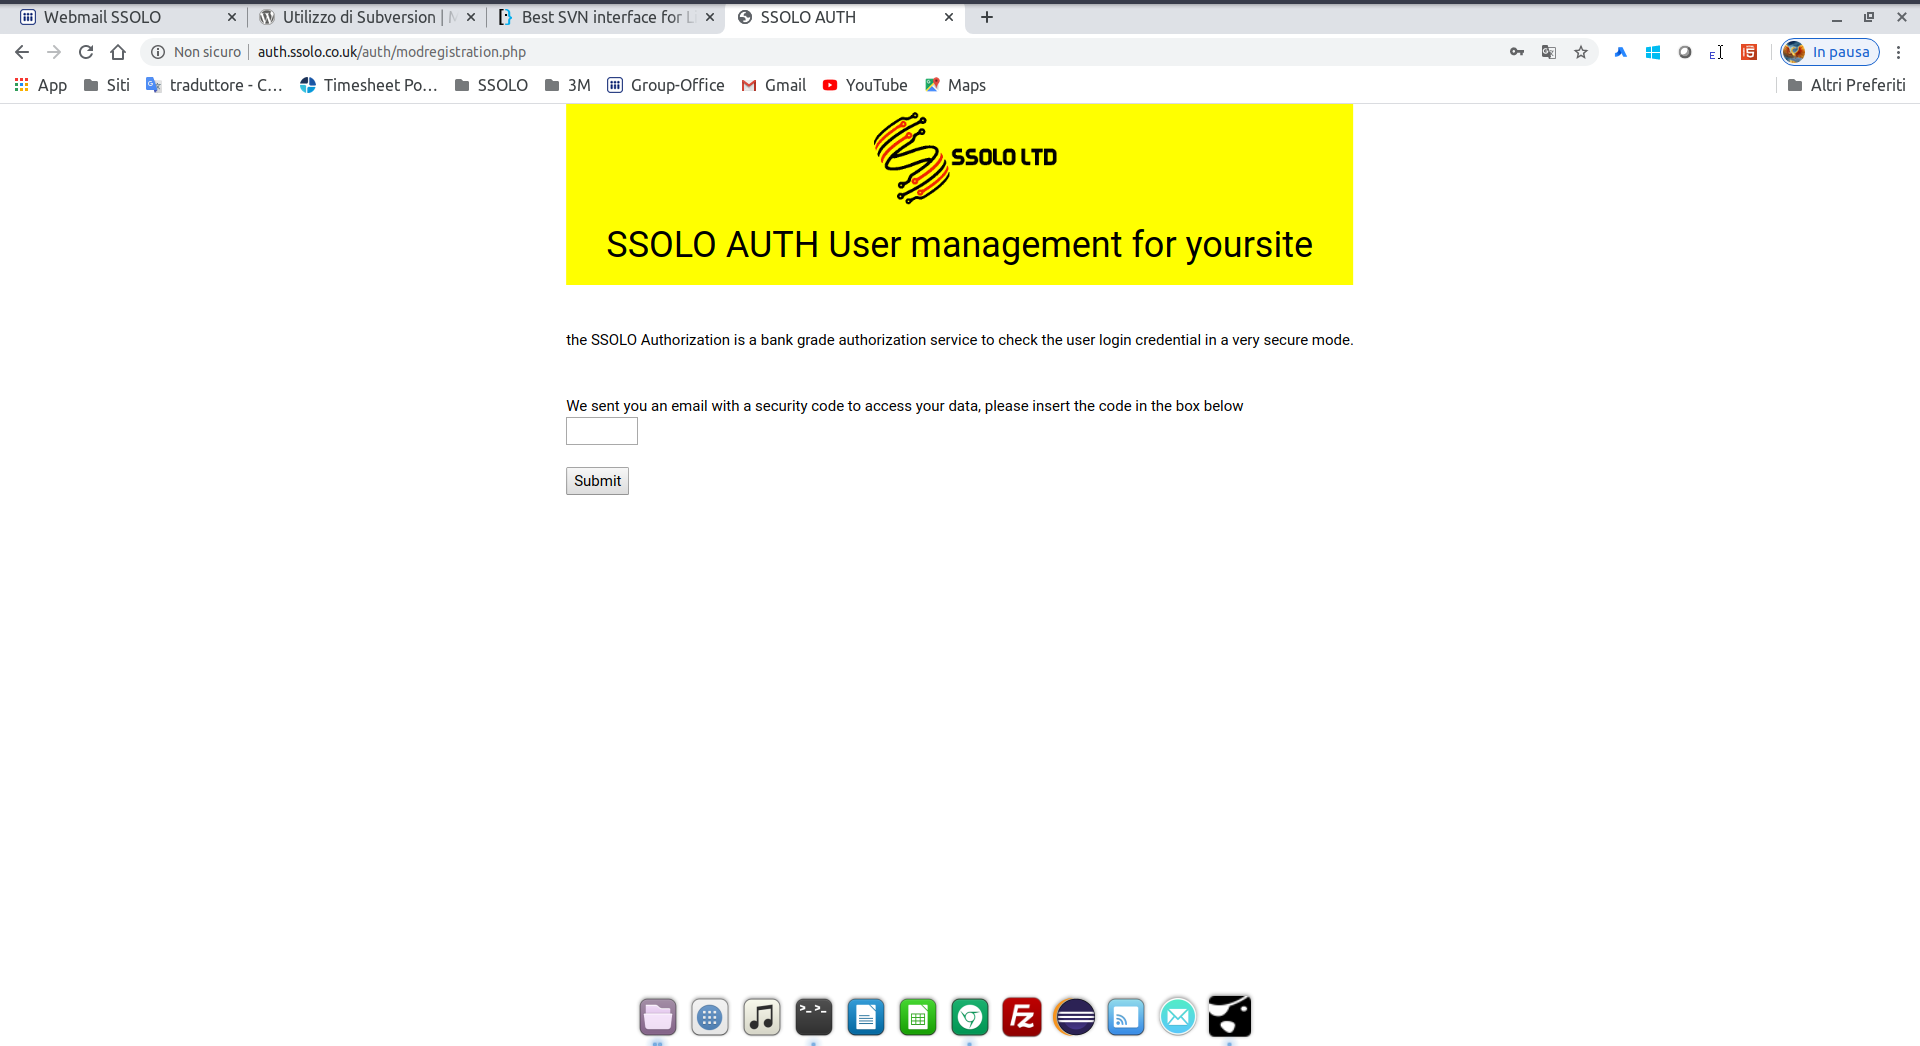 Webmail SSOLO
Utilizzo di Subversion |
Best SVN interface for Li
SSOLO AUTH
Non sicuro
auth.ssolo.co.uk/auth/modregistration.php
In pausa
App
Siti
traduttore - C...
Timesheet Po...
SSOLO
3M
Group-Office
Gmail
YouTube
Maps
Altri Preferiti
SSOLO LTD
SSOLO AUTH User management for yoursite
the SSOLO Authorization is a bank grade authorization service to check the user login credential in a very secure mode.
We sent you an email with a security code to access your data, please insert the code in the box below
Submit